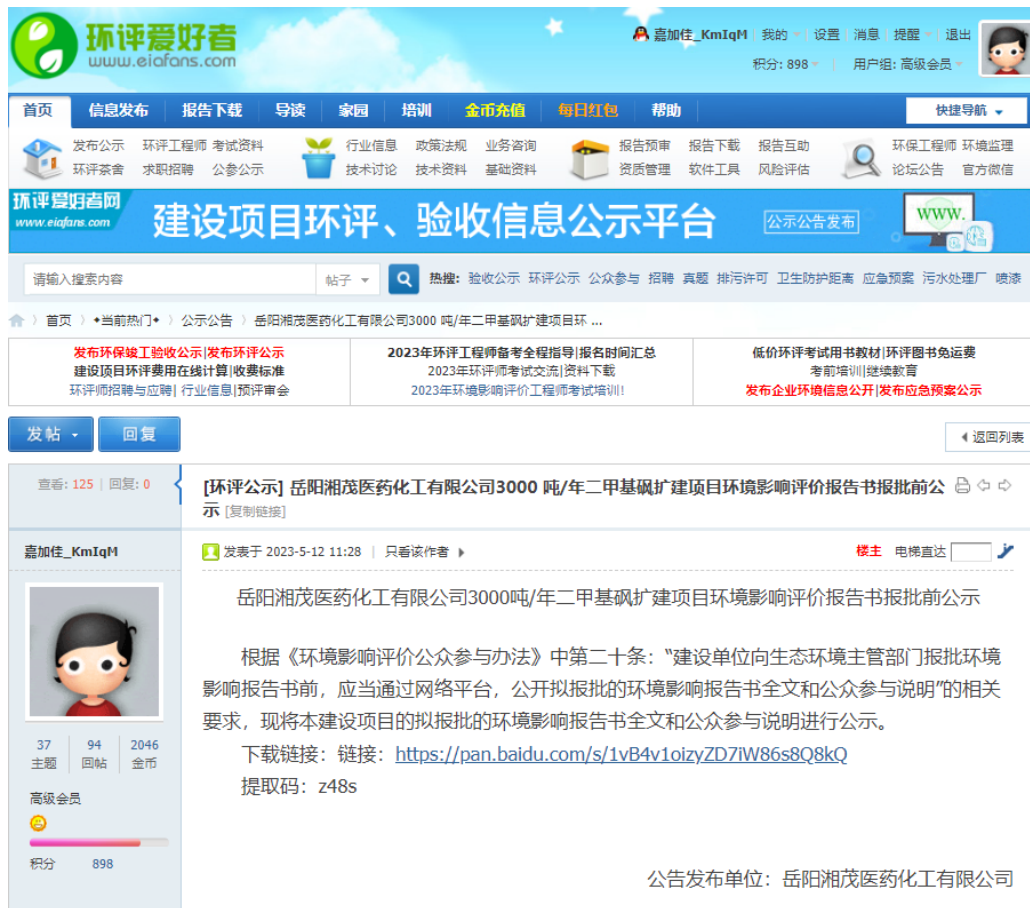 环评爱好者
www.eiafans.com
嘉加佳_KmIqM 我的 设置 消息 提醒 退出
积分: 898 用户组: 高级会员
首页 信息发布 报告下载 导读 家园 培训 金币充值 每日红包 帮助 快捷导航
发布公示 环评工程师 考试资料 行业信息 政策法规 业务咨询 报告预审 报告下载 报告互助 环保工程师 环境监理
环评茶舍 求职招聘 公参公示 技术讨论 技术资料 基础资料 资质管理 软件工具 风险评估 论坛公告 官方微信
环评爱好者网
www.eiafans.com
建设项目环评、验收信息公示平台 公示公告发布 www.
请输入搜索内容 帖子 热搜: 验收公示 环评公示 公众参与 招聘 真题 排污许可 卫生防护距离 应急预案 污水处理厂 喷漆
首页 〉 •当前热门• 〉 公示公告 〉 岳阳湘茂医药化工有限公司3000 吨/年二甲基砜扩建项目环 ...
发布环保竣工验收公示|发布环评公示 2023年环评工程师备考全程指导|报名时间汇总 低价环评考试用书教材|环评图书免运费
建设项目环评费用在线计算|收费标准 2023年环评师考试交流|资料下载 考前培训|继续教育
环评师招聘与应聘| 行业信息|预评审会 2023年环境影响评价工程师考试培训! 发布企业环境信息公开|发布应急预案公示
发帖 回复 返回列表
查看: 125 | 回复: 0
[环评公示] 岳阳湘茂医药化工有限公司3000 吨/年二甲基砜扩建项目环境影响评价报告书报批前公
示 [复制链接]
嘉加佳_KmIqM
发表于 2023-5-12 11:28 | 只看该作者 楼主 电梯直达
岳阳湘茂医药化工有限公司3000吨/年二甲基砜扩建项目环境影响评价报告书报批前公示
根据《环境影响评价公众参与办法》中第二十条：“建设单位向生态环境主管部门报批环境
影响报告书前，应当通过网络平台，公开拟报批的环境影响报告书全文和公众参与说明”的相关
要求，现将本建设项目的拟报批的环境影响报告书全文和公众参与说明进行公示。
下载链接：链接：https://pan.baidu.com/s/1vB4v1oizyZD7iW86s8Q8kQ
提取码：z48s
37 94 2046
主题 回帖 金币
高级会员
积分 898
公告发布单位：岳阳湘茂医药化工有限公司